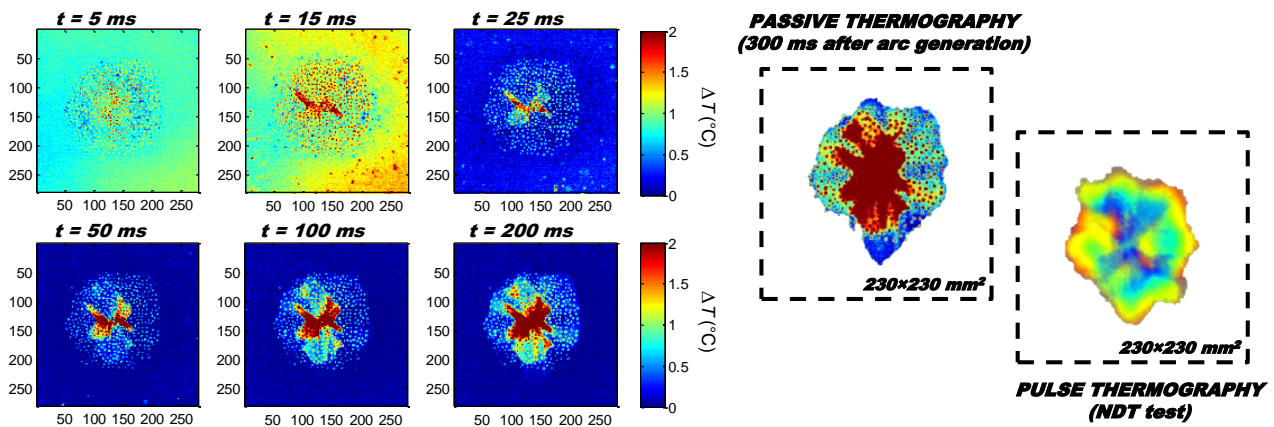 t = 5 ms
t = 15 ms
t = 25 ms
50
100
150
200
250
50 100 150 200 250
50 100 150 200 250
50
100
150
200
250
50 100 150 200 250
50
100
150
200
250
2
1.5
1
0.5
0
Δ T (°C)
t = 50 ms
t = 100 ms
t = 200 ms
50
100
150
200
250
50 100 150 200 250
50
100
150
200
250
50 100 150 200 250
50
100
150
200
250
50 100 150 200 250
2
1.5
1
0.5
0
Δ T (°C)
PASSIVE THERMOGRAPHY
(300 ms after arc generation)
230×230 mm²
230×230 mm²
PULSE THERMOGRAPHY
(NDT test)